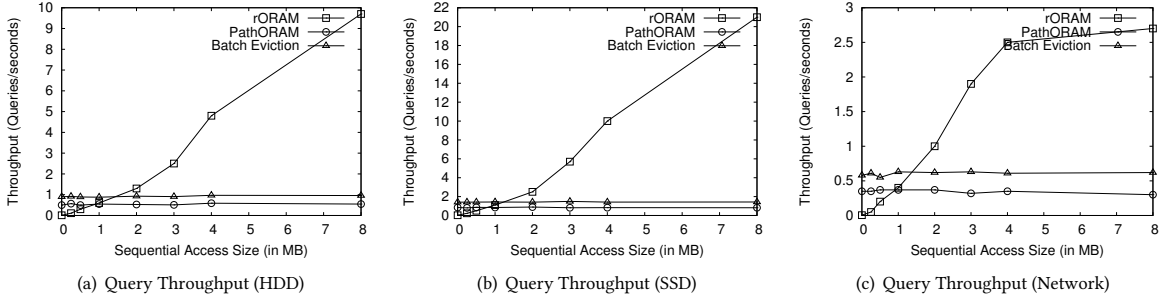 10
9
8
7
6
5
4
3
2
1
0
Throughput (Queries/seconds)
rORAM
PathORAM
Batch Eviction
0 1 2 3 4 5 6 7 8
Sequential Access Size (in MB)
(a) Query Throughput (HDD)
22
20
18
16
14
12
10
8
6
4
2
0
Throughput (Queries/seconds)
rORAM
PathORAM
Batch Eviction
0 1 2 3 4 5 6 7 8
Sequential Access Size (in MB)
(b) Query Throughput (SSD)
3
2.5
2
1.5
1
0.5
0
Throughput (Queries/seconds)
rORAM
PathORAM
Batch Eviction
0 1 2 3 4 5 6 7 8
Sequential Access Size (in MB)
(c) Query Throughput (Network)